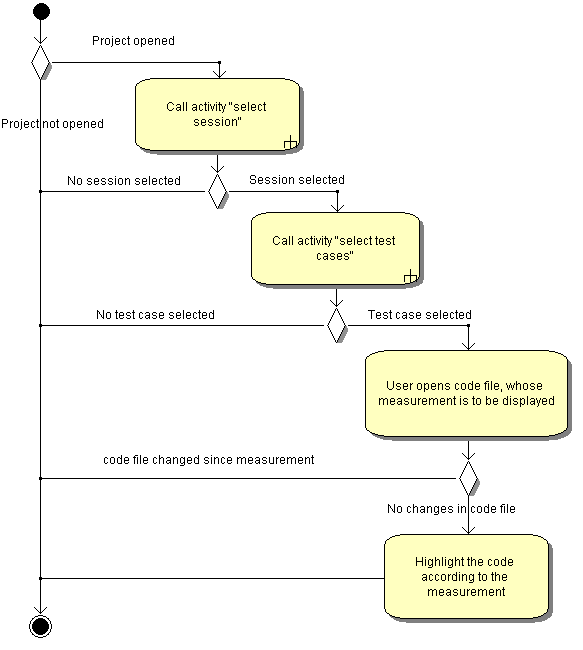 Project opened
Call activity "select
session"
Project not opened
No session selected
Session selected
Call activity "select test
cases"
No test case selected
Test case selected
User opens code file, whose
measurement is to be displayed
code file changed since measurement
No changes in code file
Highlight the code
according to the
measurement